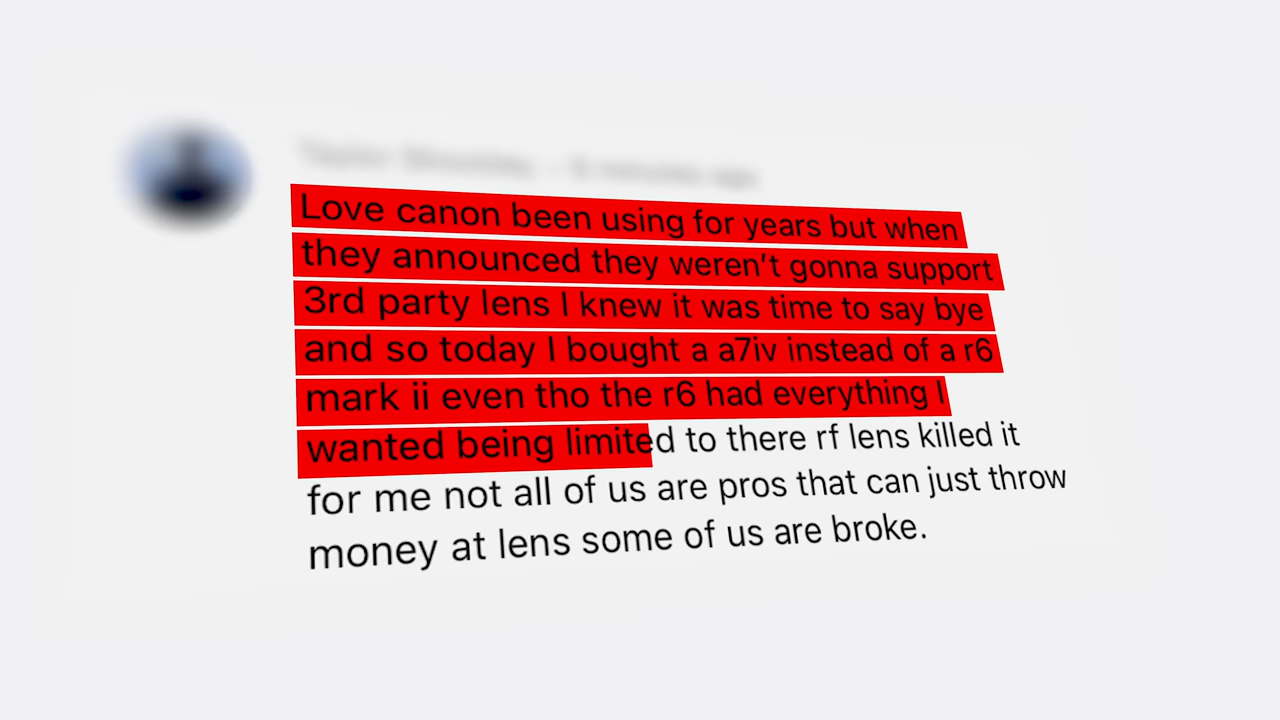 Love canon been using for years but when
they announced they weren’t gonna support
3rd party lens I knew it was time to say bye
and so today I bought a a7iv instead of a r6
mark ii even tho the r6 had everything I
wanted being limited to there rf lens killed it
for me not all of us are pros that can just throw
money at lens some of us are broke.